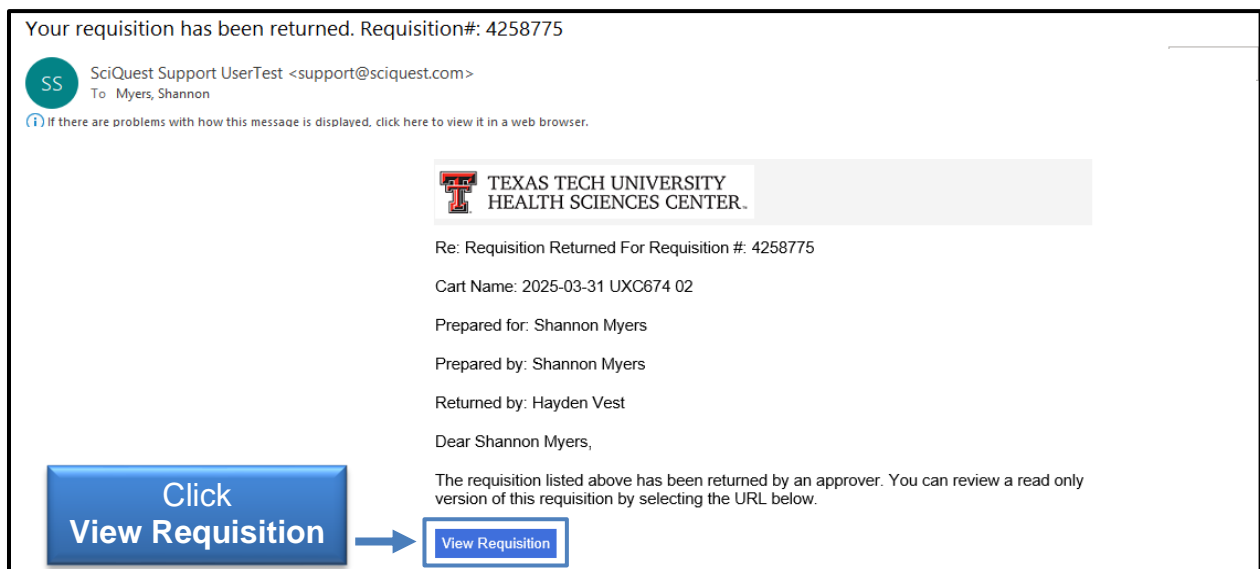 Your requisition has been returned. Requisition#: 4258775
SS
SciQuest Support UserTest <support@sciquest.com>
To Myers, Shannon
i If there are problems with how this message is displayed, click here to view it in a web browser.
TEXAS TECH UNIVERSITY
HEALTH SCIENCES CENTER™
Re: Requisition Returned For Requisition #: 4258775
Cart Name: 2025-03-31 UXC674 02
Prepared for: Shannon Myers
Prepared by: Shannon Myers
Returned by: Hayden Vest
Dear Shannon Myers,
The requisition listed above has been returned by an approver. You can review a read only
version of this requisition by selecting the URL below.
Click
View Requisition
View Requisition